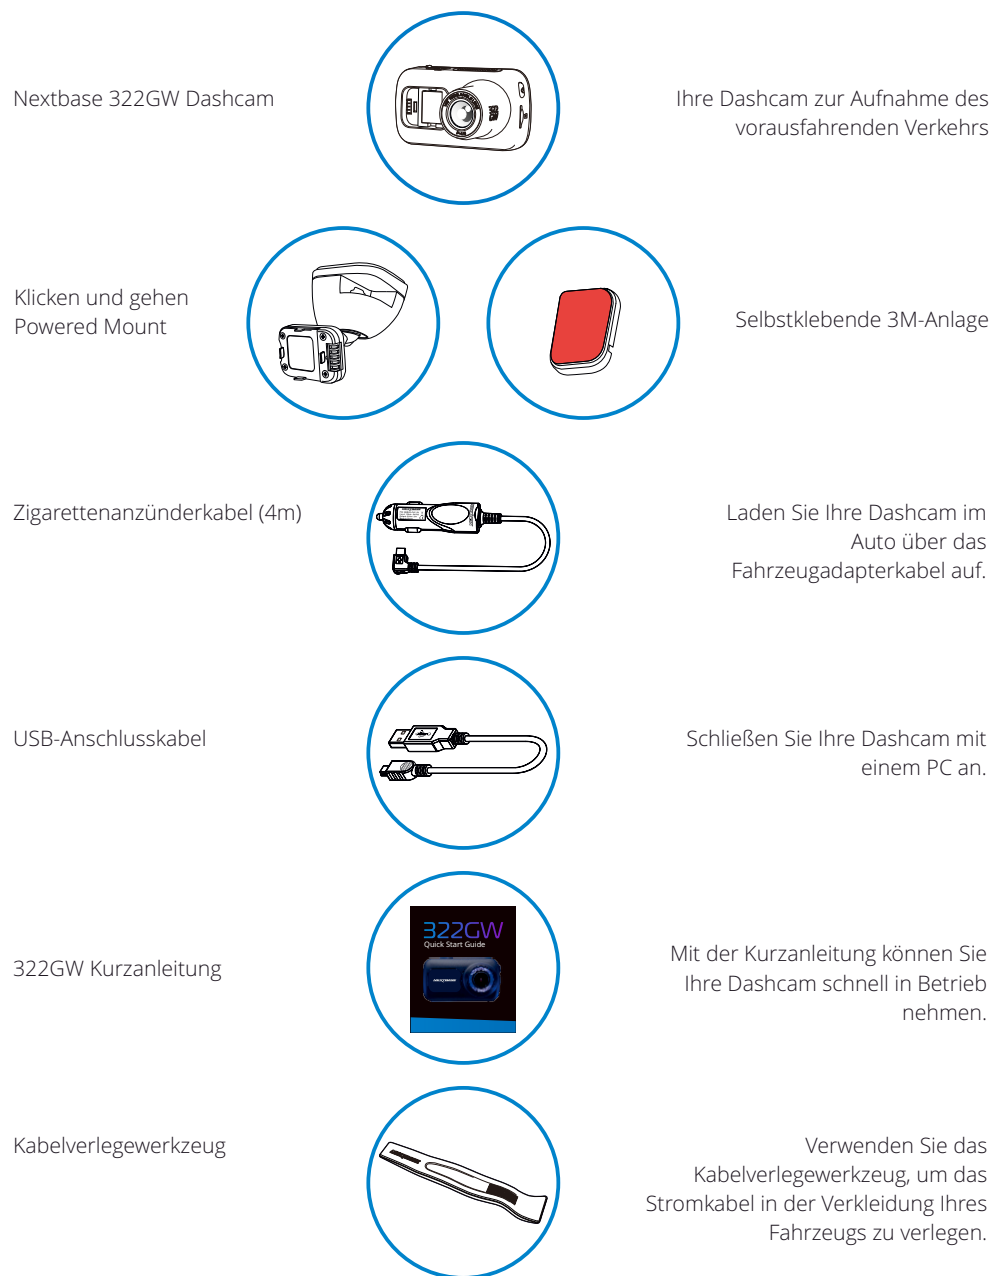 Nextbase 322GW Dashcam
Ihre Dashcam zur Aufnahme des
vorausfahrenden Verkehrs
Klicken und gehen
Powered Mount
Selbstklebende 3M-Anlage
Zigarettenanzünderkabel (4m)
Laden Sie Ihre Dashcam im
Auto über das
Fahrzeugadapterkabel auf.
USB-Anschlusskabel
Schließen Sie Ihre Dashcam mit
einem PC an.
322GW Kurzanleitung
322GW
Quick Start Guide
Mit der Kurzanleitung können Sie
Ihre Dashcam schnell in Betrieb
nehmen.
Kabelverlegewerkzeug
Verwenden Sie das
Kabelverlegewerkzeug, um das
Stromkabel in der Verkleidung Ihres
Fahrzeugs zu verlegen.